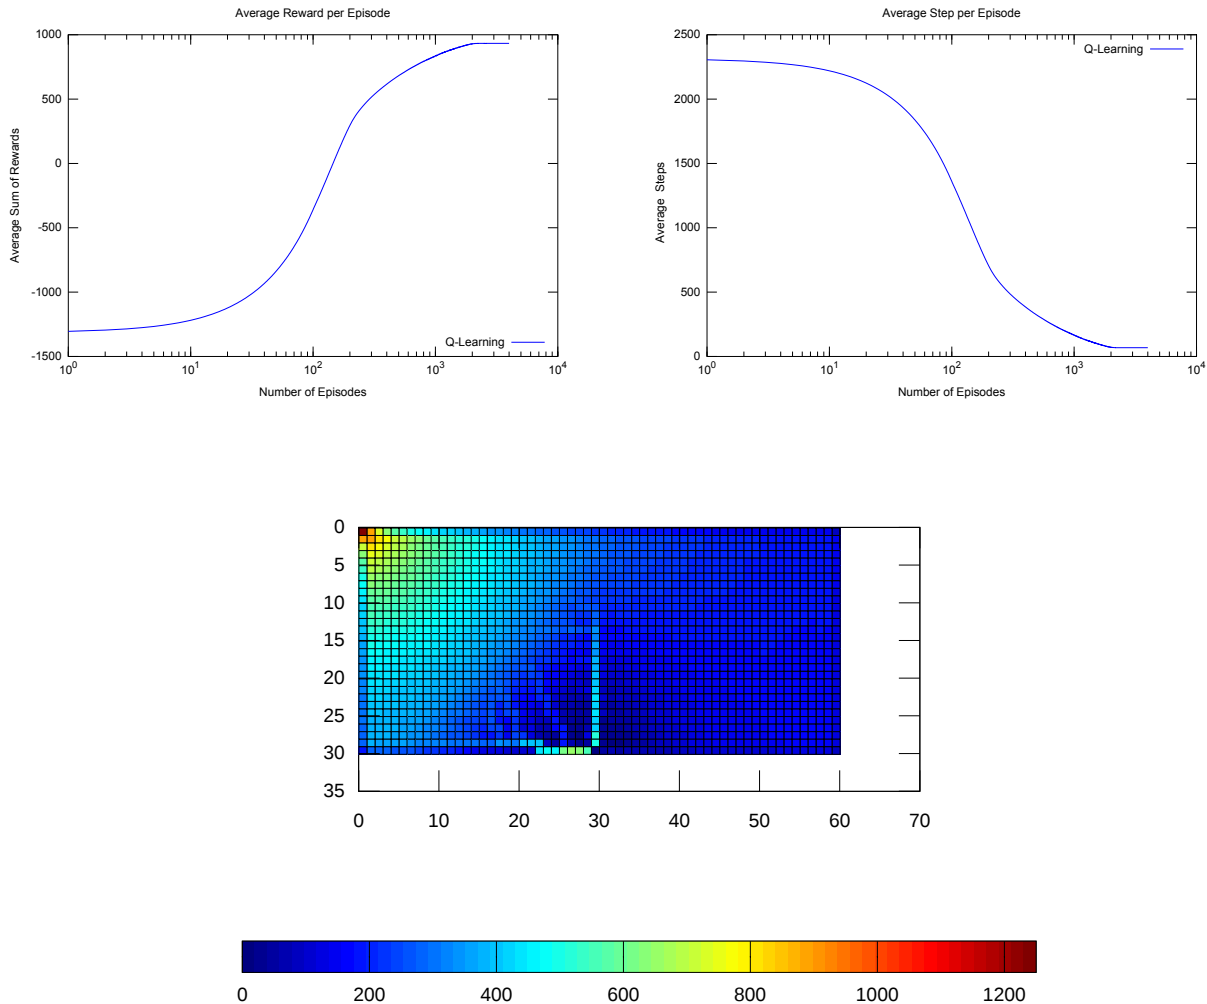 Average Reward per Episode
1000
500
0
-500
-1000
-1500
10^0 10^1 10^2 10^3 10^4
Average Sum of Rewards
Number of Episodes
Q-Learning
Average Step per Episode
2500
2000
1500
1000
500
0
10^0 10^1 10^2 10^3 10^4
Average Steps
Number of Episodes
Q-Learning
0
5
10
15
20
25
30
35
0 10 20 30 40 50 60 70
0 200 400 600 800 1000 1200